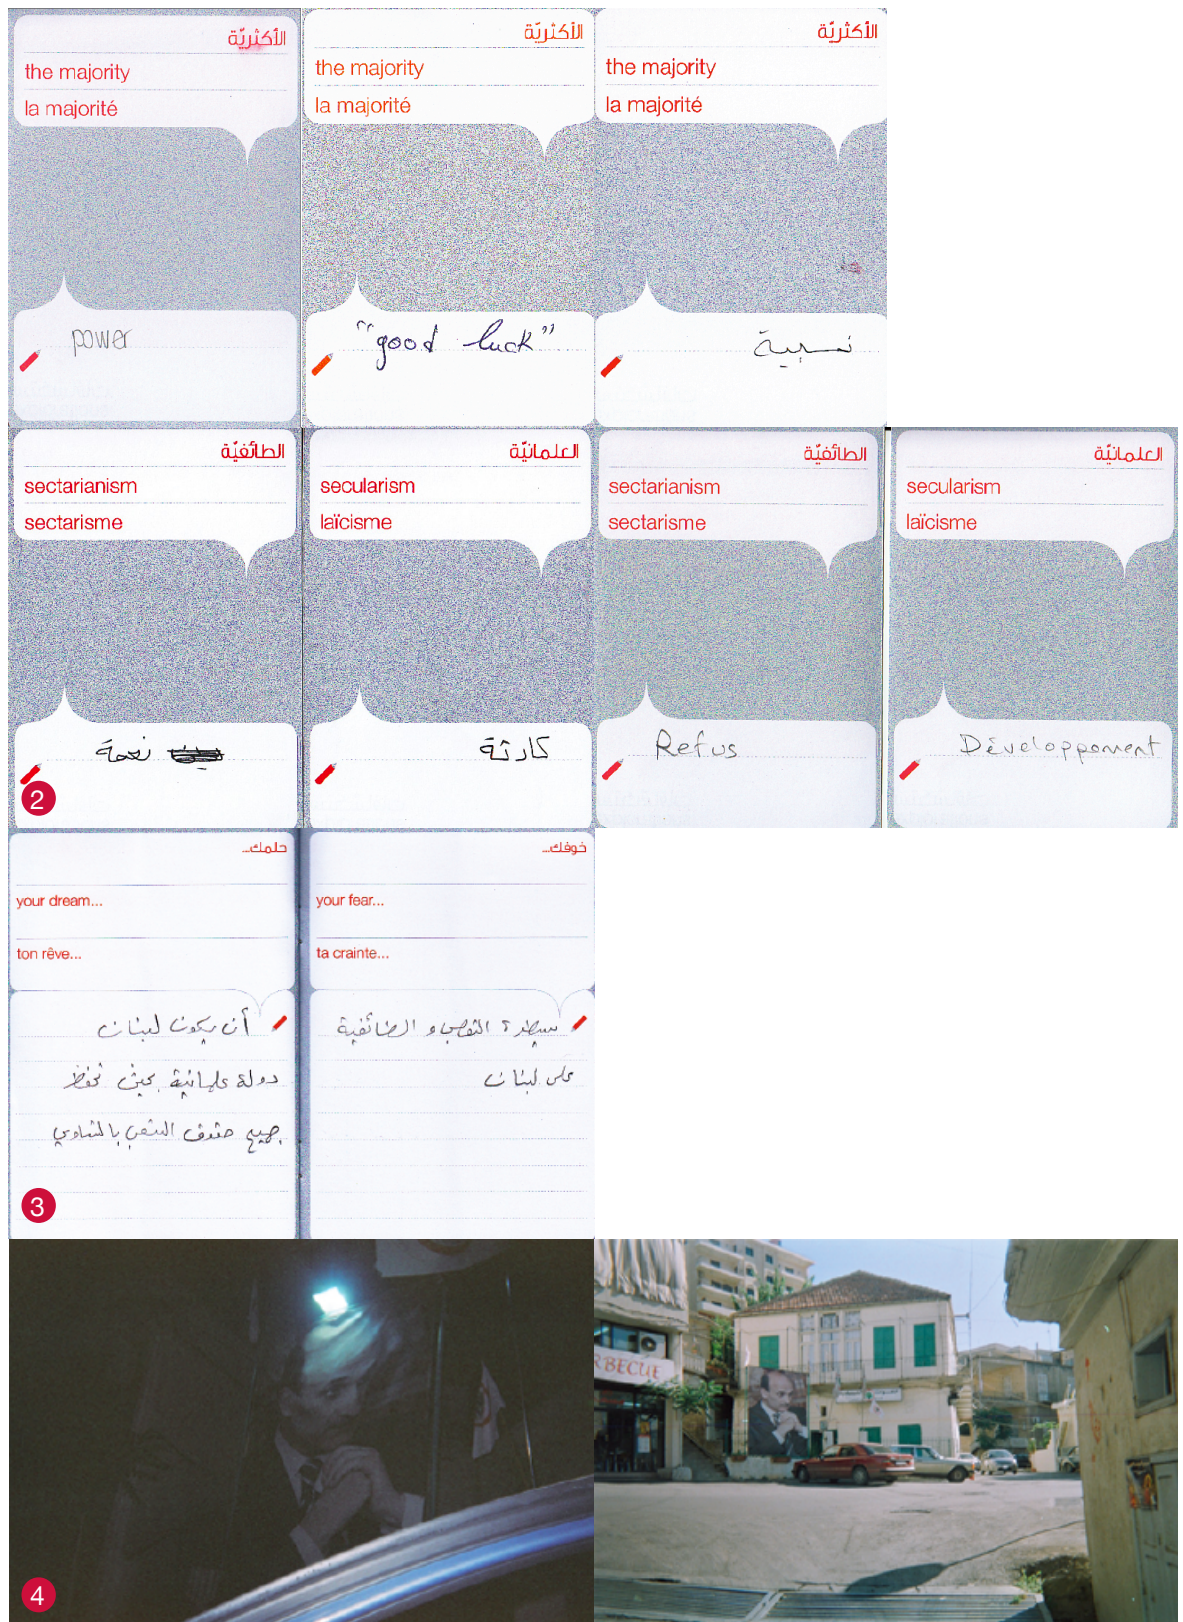 الأكثريّة
the majority
la majorité
power
الأكثريّة
the majority
la majorité
"good luck"
الأكثريّة
the majority
la majorité
نسبية
الطائفيّة
sectarianism
sectarisme
نعمة
العلمانيّة
secularism
laïcisme
كارثة
الطائفيّة
sectarianism
sectarisme
Refus
العلمانيّة
secularism
laïcisme
Développement
2
حلمك...
your dream...
ton rêve...
أن يكون لبنان
دولة علمانية بحيث تحفظ
جميع حقوق الشعب بالتساوي
خوفك...
your fear...
ta crainte...
سيطرة التعصب و الطائفية
على لبنان
3
RBECUE
4